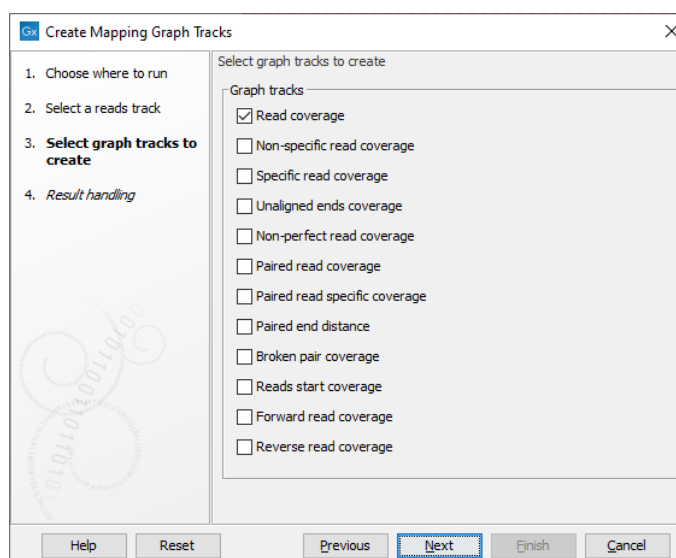 Gx Create Mapping Graph Tracks
1. Choose where to run
2. Select a reads track
3. Select graph tracks to
create
4. Result handling
Select graph tracks to create
Graph tracks
Read coverage
Non-specific read coverage
Specific read coverage
Unaligned ends coverage
Non-perfect read coverage
Paired read coverage
Paired read specific coverage
Paired end distance
Broken pair coverage
Reads start coverage
Forward read coverage
Reverse read coverage
Help Reset Previous Next Finish Cancel